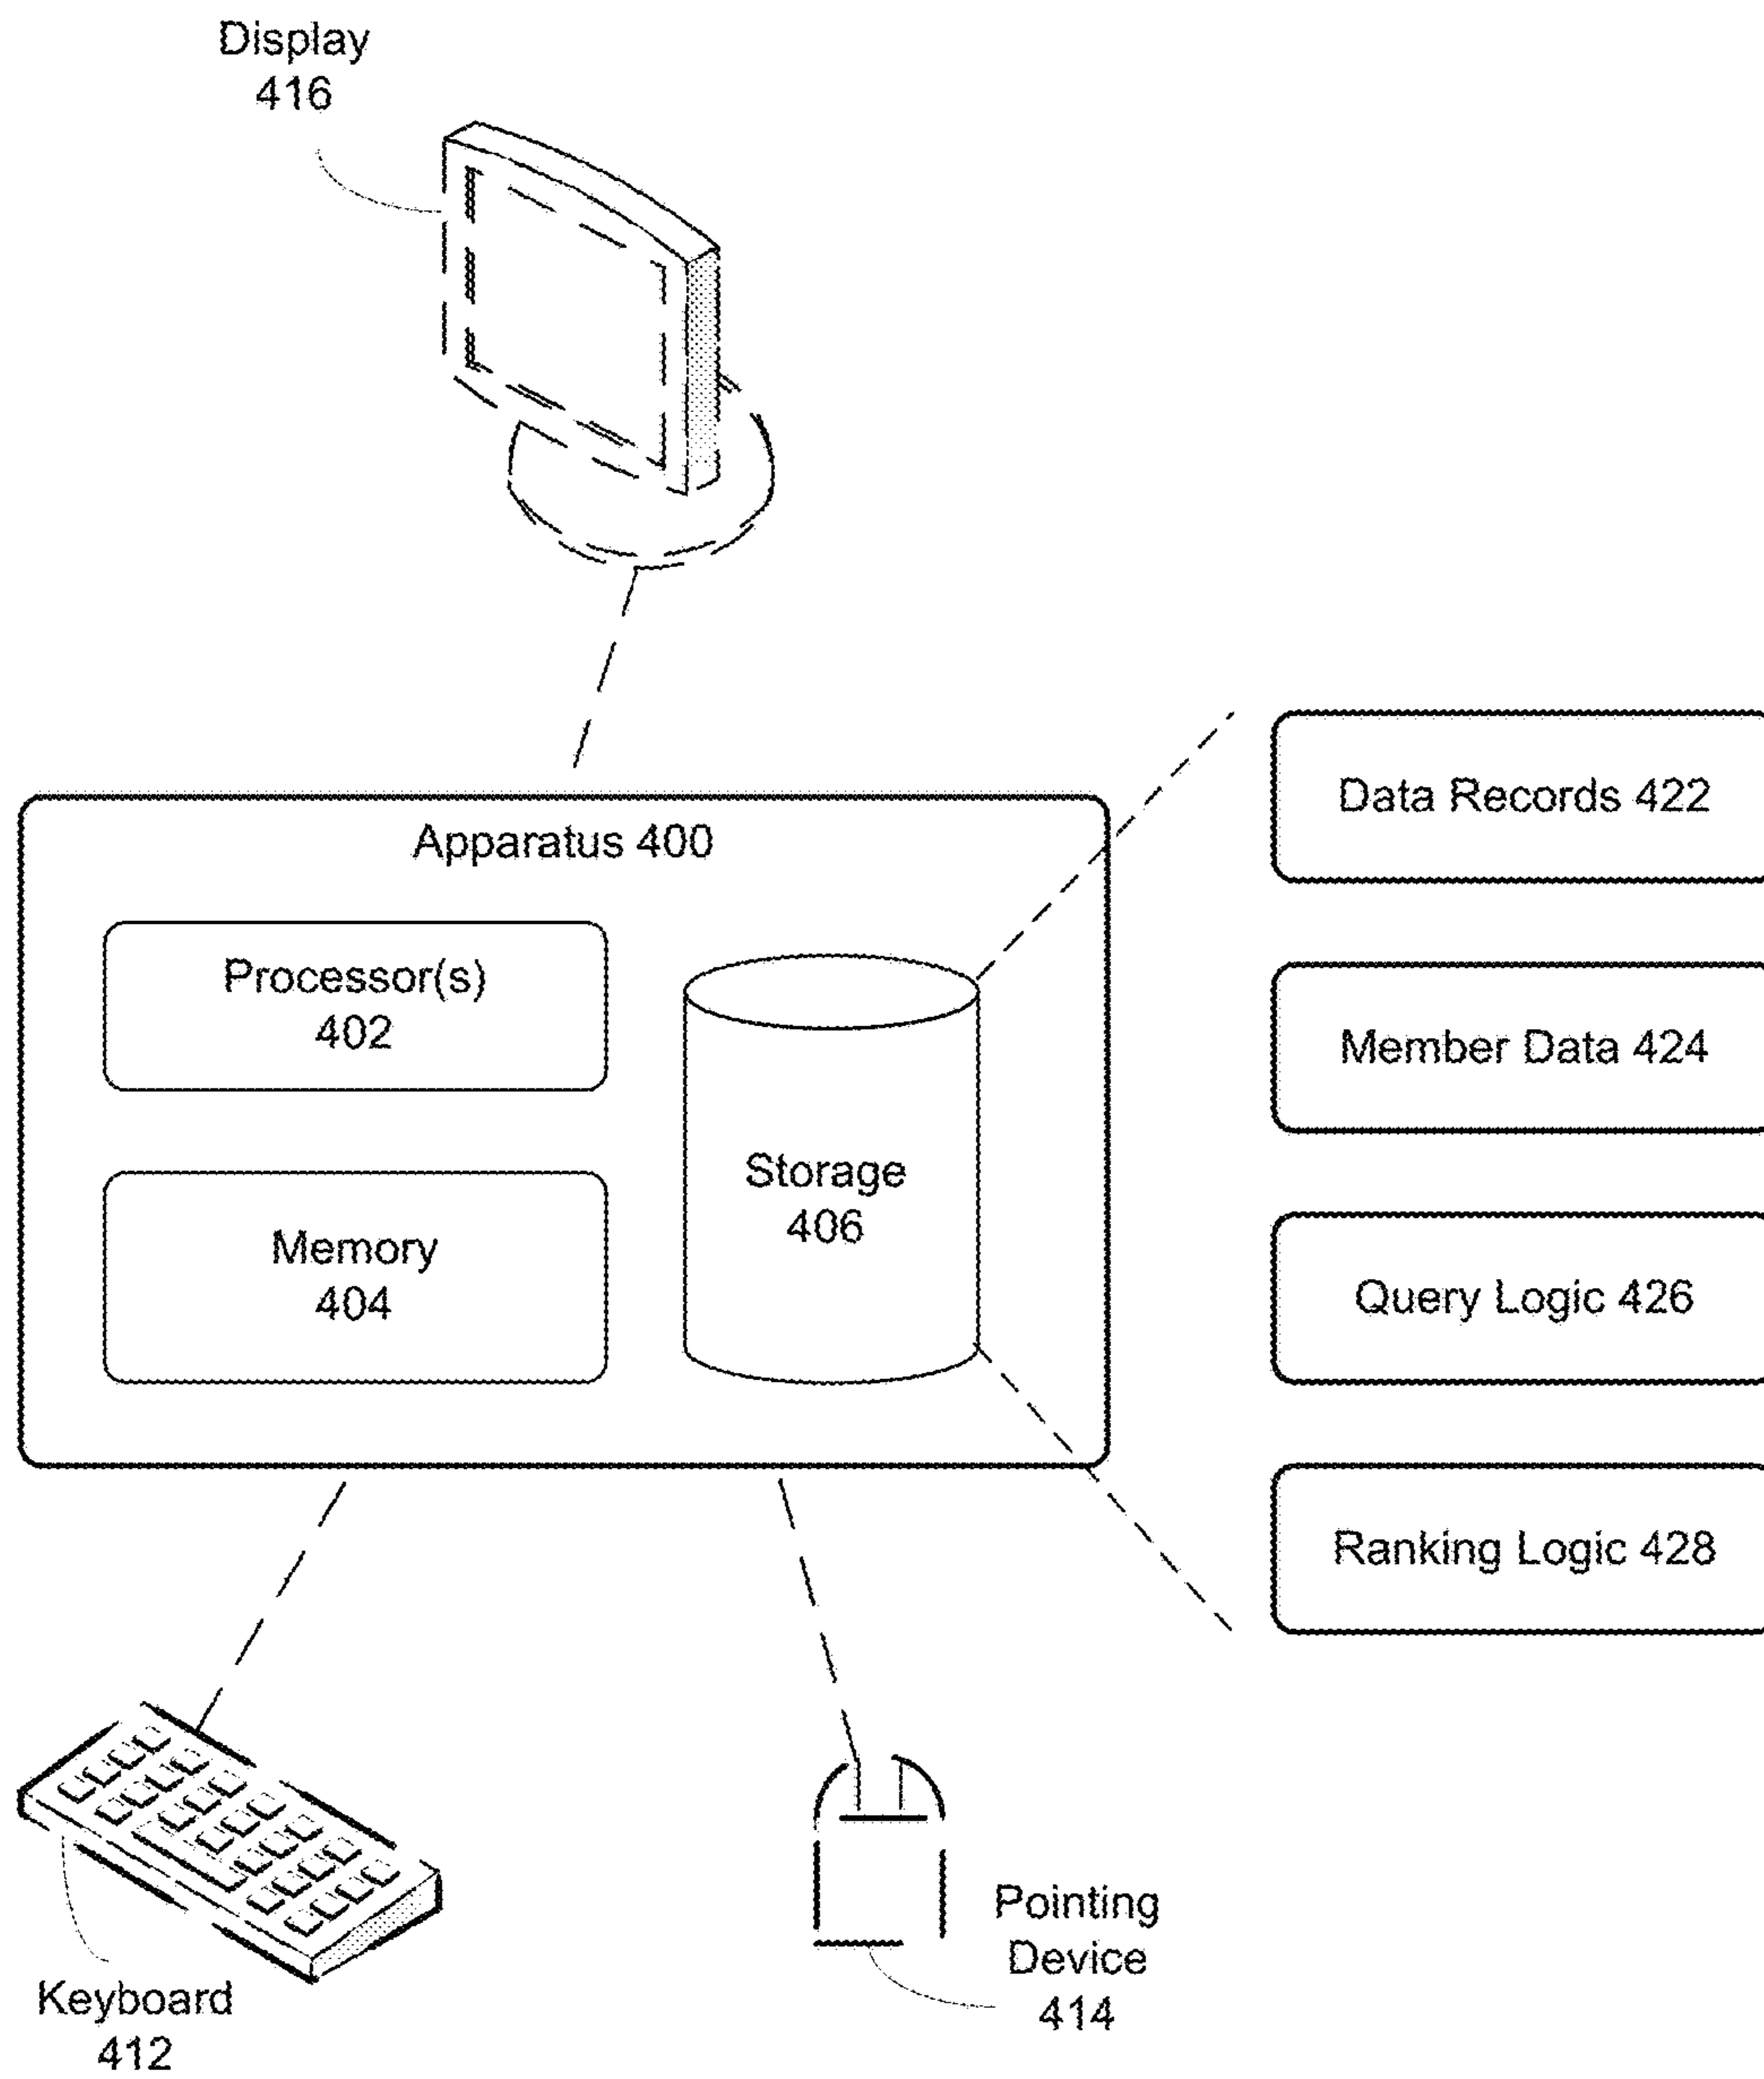 Display
416
Data Records 422
Apparatus 400
Processor(s)
402
Member Data 424
Storage
406
Memory
404
Query Logic 426
Ranking Logic 428
Pointing
Device
414
Keyboard
412